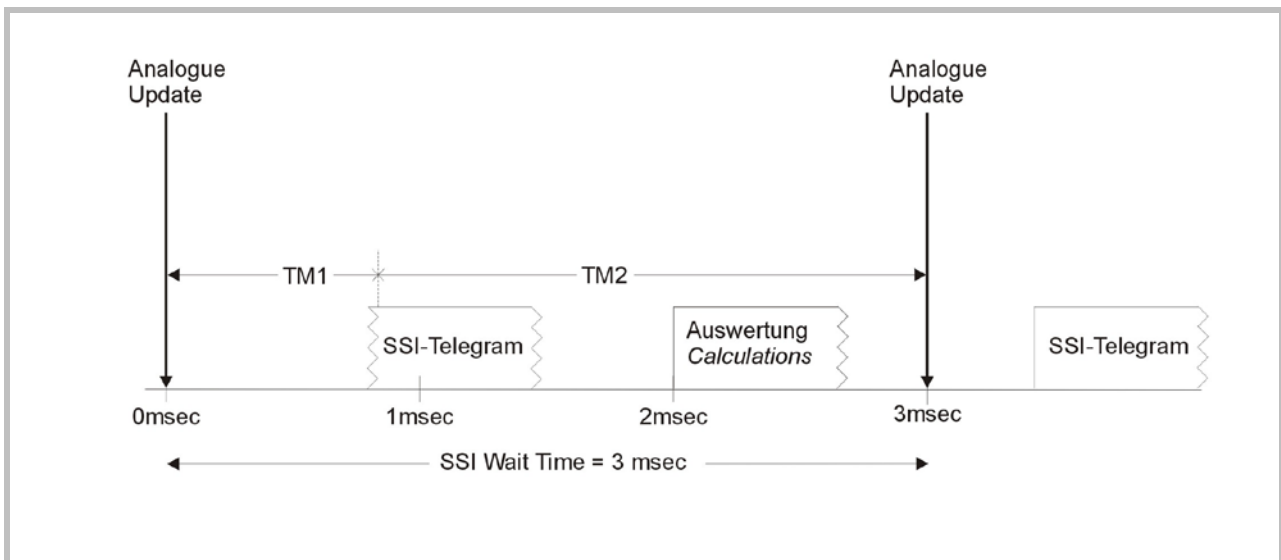 Analogue
Update
Analogue
Update
TM1
TM2
SSI-Telegram
Auswertung
Calculations
SSI-Telegram
0msec
1msec
2msec
3msec
SSI Wait Time = 3 msec